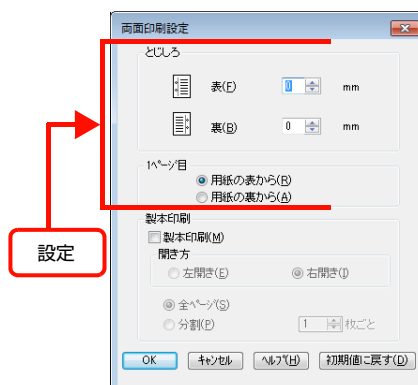 両面印刷設定
とじしろ
表(F) 0 mm
裏(B) 0 mm
1ﾍﾟｰｼﾞ目
用紙の表から(R)
用紙の裏から(A)
製本印刷
製本印刷(M)
開き方
左開き(E) 右開き(I)
全ﾍﾟｰｼﾞ(S)
分割(P) 1 枚ごと
設定
OK ｷｬﾝｾﾙ ﾍﾙﾌﾟ(H) 初期値に戻す(D)